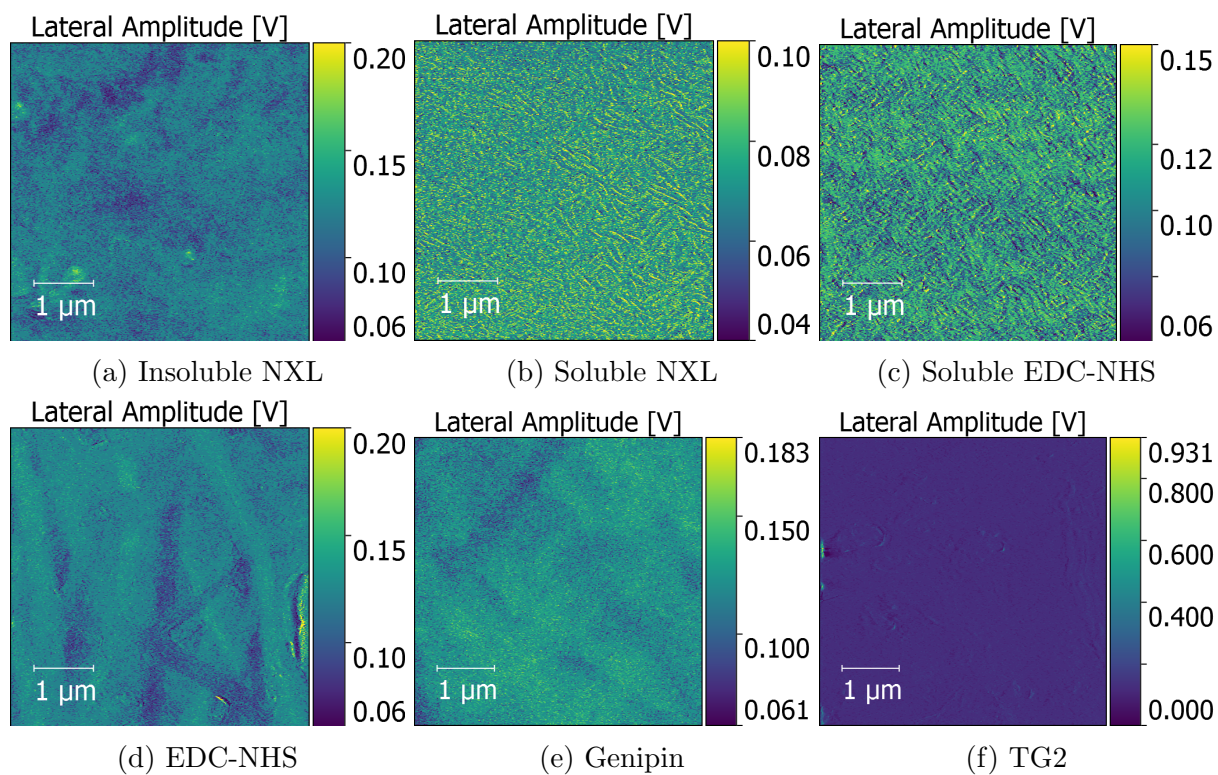 Lateral Amplitude [V]
0.20
0.15
0.10
0.06
1 µm
(a) Insoluble NXL
Lateral Amplitude [V]
0.10
0.08
0.06
0.04
1 µm
(b) Soluble NXL
Lateral Amplitude [V]
0.15
0.12
0.10
0.06
1 µm
(c) Soluble EDC-NHS
Lateral Amplitude [V]
0.20
0.15
0.10
0.06
1 µm
(d) EDC-NHS
Lateral Amplitude [V]
0.183
0.150
0.100
0.061
1 µm
(e) Genipin
Lateral Amplitude [V]
0.931
0.800
0.600
0.400
0.000
1 µm
(f) TG2